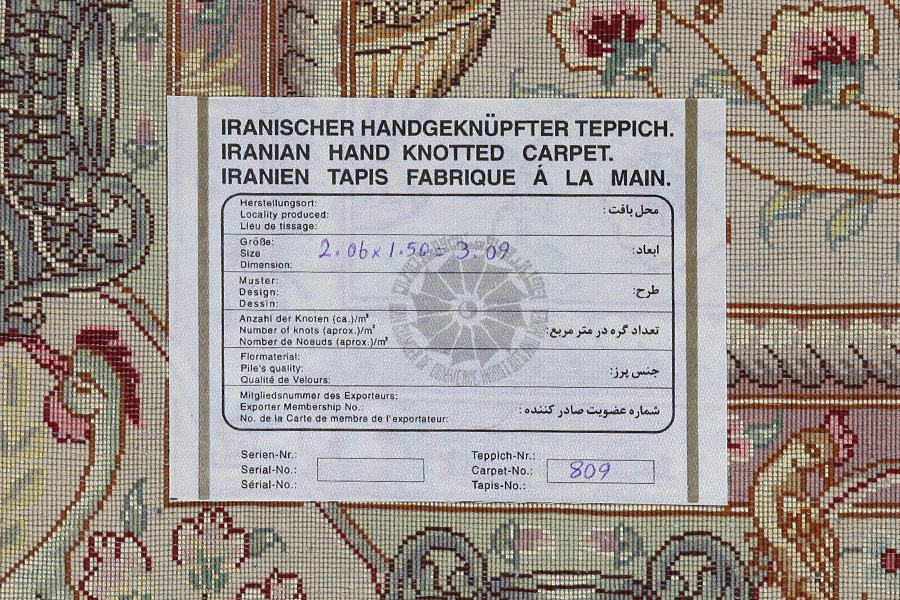 IRANISCHER HANDGEKNÜPFTER TEPPICH.
IRANIAN HAND KNOTTED CARPET.
IRANIEN TAPIS FABRIQUE Á LA MAIN.
Herstellungsort:
Locality produced:
Lieu de tissage:
محل بافت:
Größe:
Size
Dimension:
2.06 x 1.50 = 3.09
ابعاد:
Muster:
Design:
Dessin:
طرح:
Anzahl der Knoten (ca.)/m²
Number of knots (aprox.)/m²
Number de Noeuds (aprox.)/m²
تعداد گره در متر مربع:
Flormaterial:
Pile's quality:
Qualité de Velours:
جنس پرز:
Mitgliedsnummer des Exporteurs:
Exporter Membership No.:
No. de la Carte de membre de l'exportateur:
شماره عضویت صادر کننده:
Serien-Nr.:
Serial-No.:
Sérial-No.:
Teppich-Nr.:
Carpet-No.:
Tapis-No.:
809